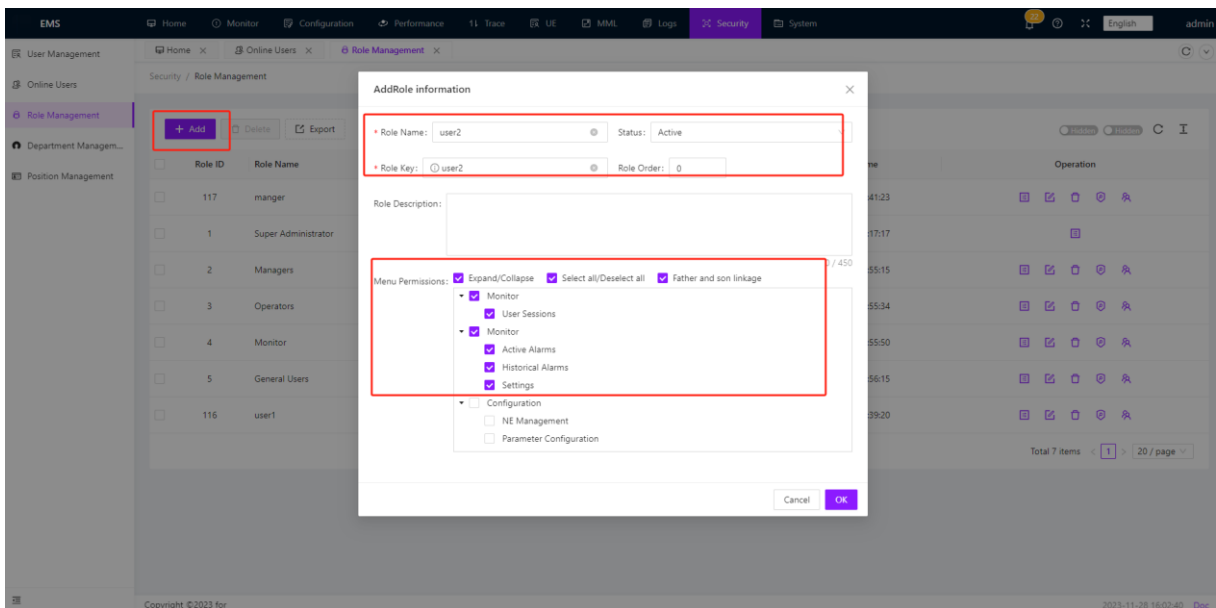 EMS Home Monitor Configuration Performance Trace UE MML Logs Security System 22 English admin
User Management Home Online Users Role Management
Online Users Security / Role Management
Role Management
Department Managem...
Position Management
+ Add Delete Export Hidden Hidden
Role ID Role Name me Operation
117 manger :41:23
1 Super Administrator :17:17
2 Managers :55:15
3 Operators :55:34
4 Monitor :55:50
5 General Users :56:15
116 user1 :39:20
Total 7 items < 1 > 20 / page
AddRole information
* Role Name: user2 Status: Active
* Role Key: user2 Role Order: 0
Role Description:
/ 450
Menu Permissions: Expand/Collapse Select all/Deselect all Father and son linkage
Monitor
User Sessions
Monitor
Active Alarms
Historical Alarms
Settings
Configuration
NE Management
Parameter Configuration
Cancel OK
Copyright ©2023 for 2023-11-28 16:02:40 Doc